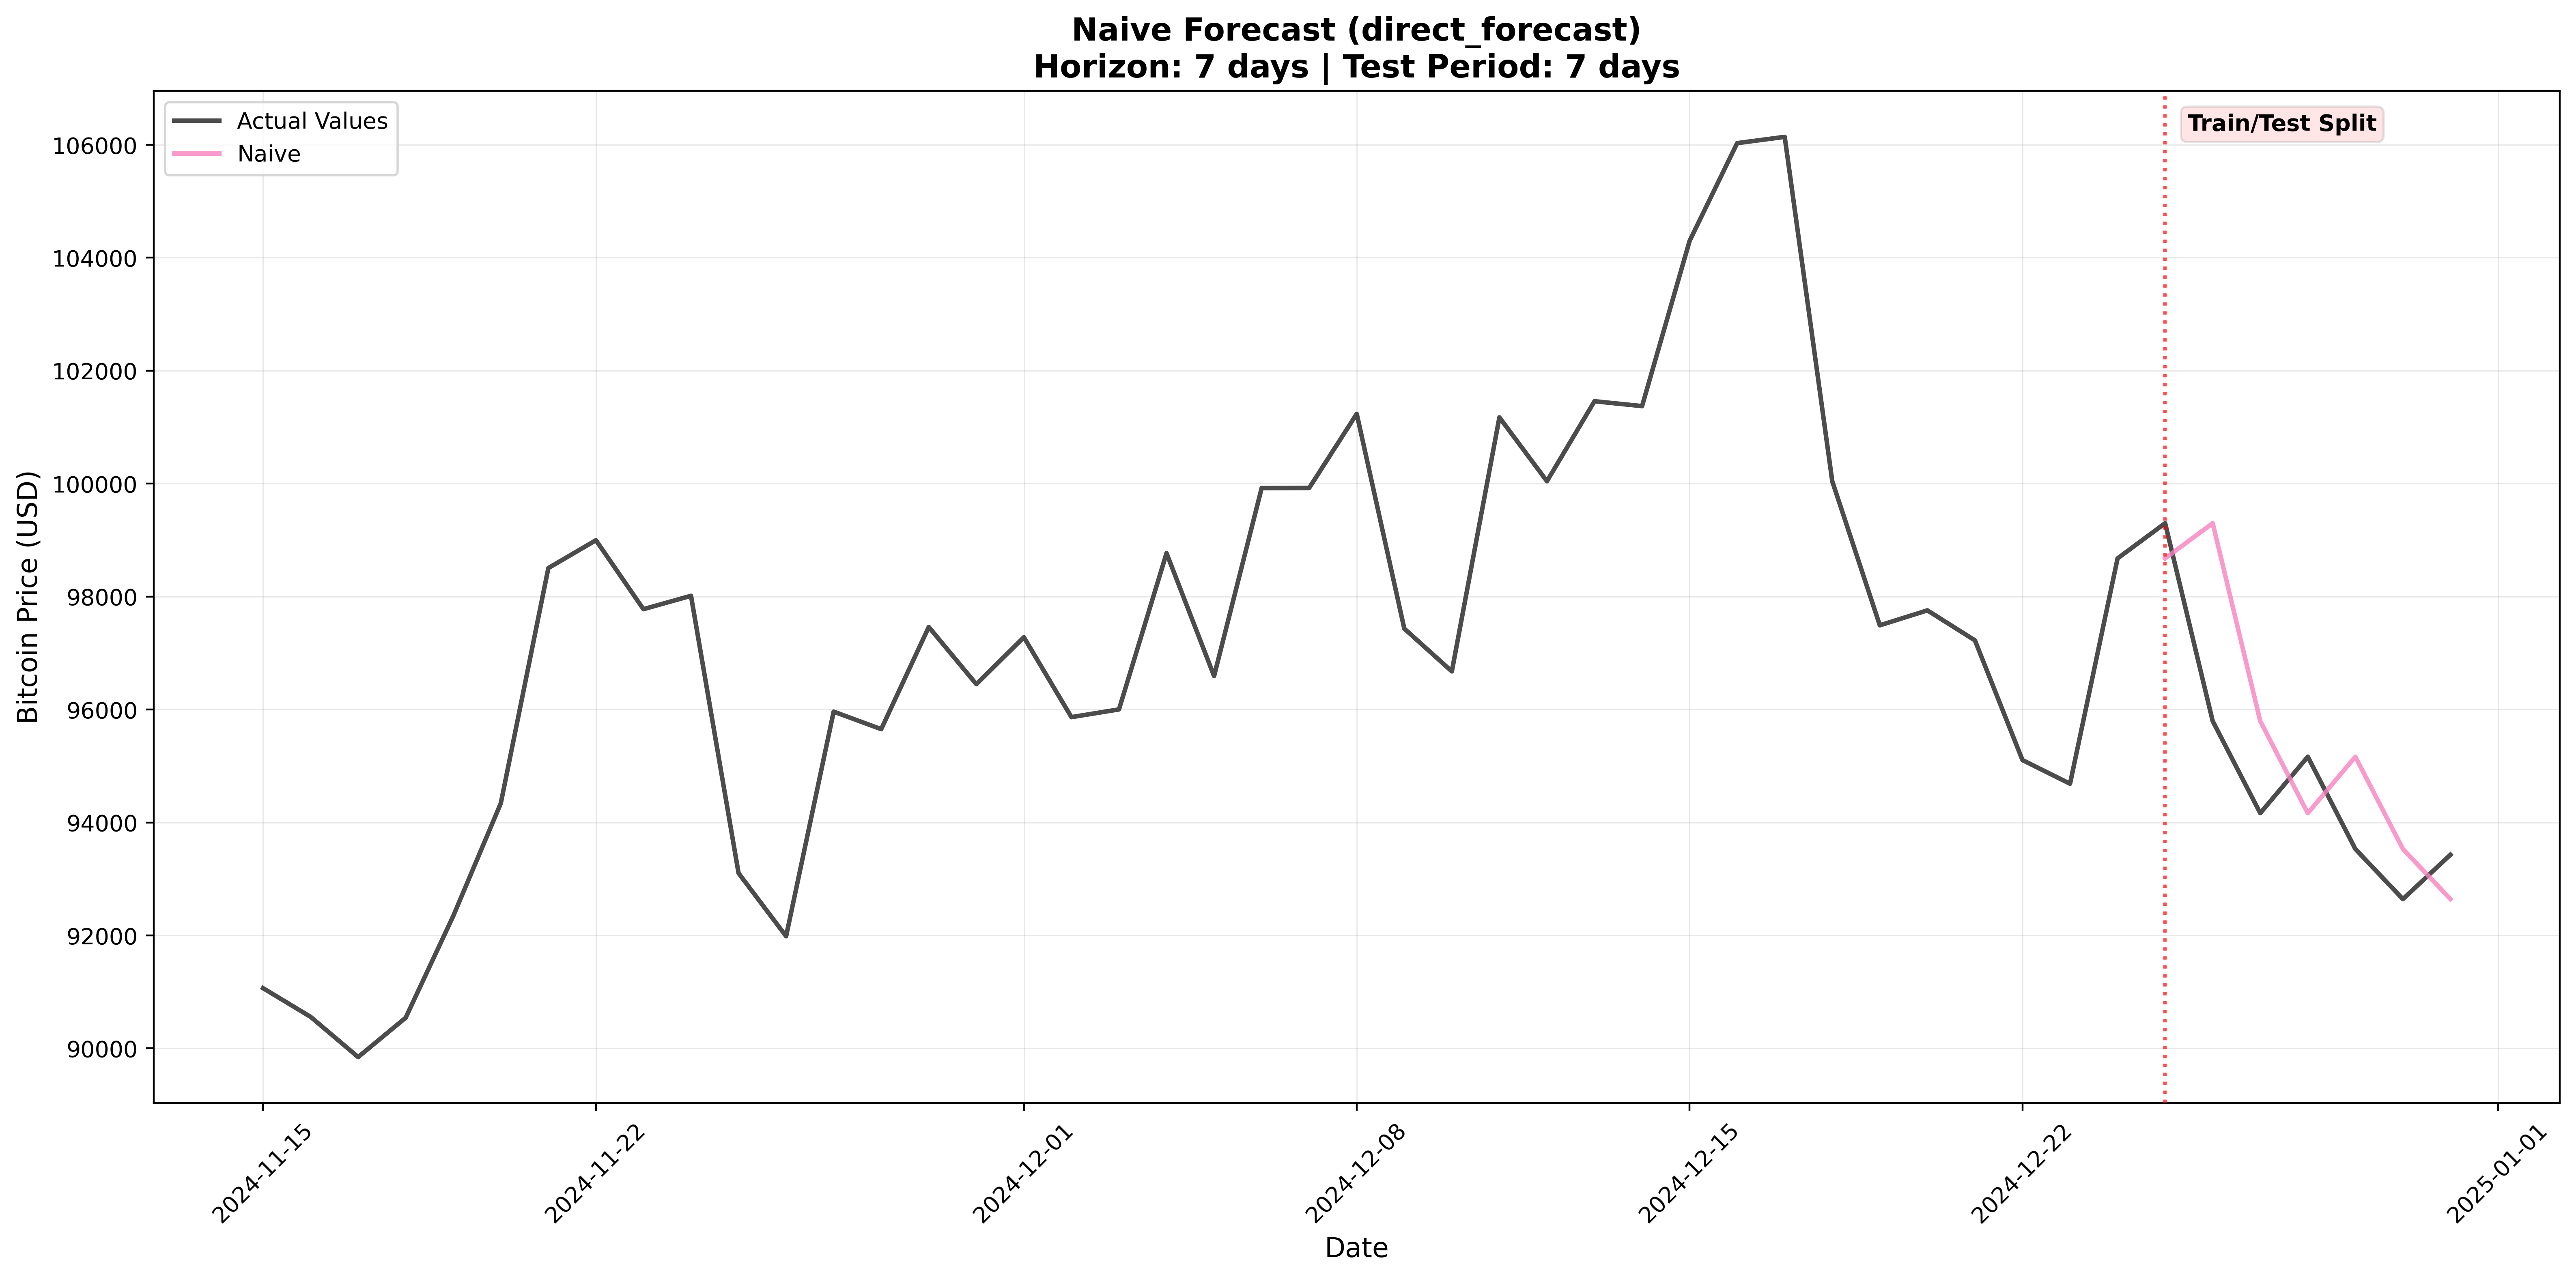 Naive Forecast (direct_forecast)
Horizon: 7 days | Test Period: 7 days
Actual Values
Naive
Train/Test Split
Bitcoin Price (USD)
106000
104000
102000
100000
98000
96000
94000
92000
90000
2024-11-15
2024-11-22
2024-12-01
2024-12-08
2024-12-15
2024-12-22
2025-01-01
Date